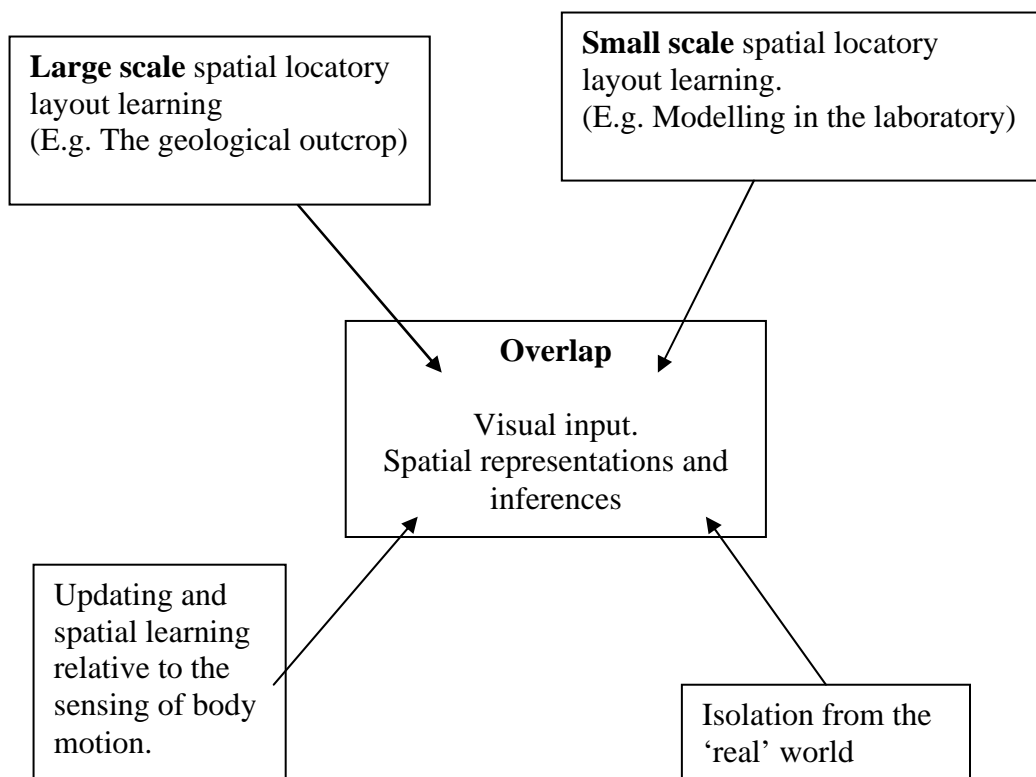 Large scale spatial locatory
layout learning
(E.g. The geological outcrop)
Small scale spatial locatory
layout learning.
(E.g. Modelling in the laboratory)
Overlap
Visual input.
Spatial representations and
inferences
Updating and
spatial learning
relative to the
sensing of body
motion.
Isolation from the
‘real’ world